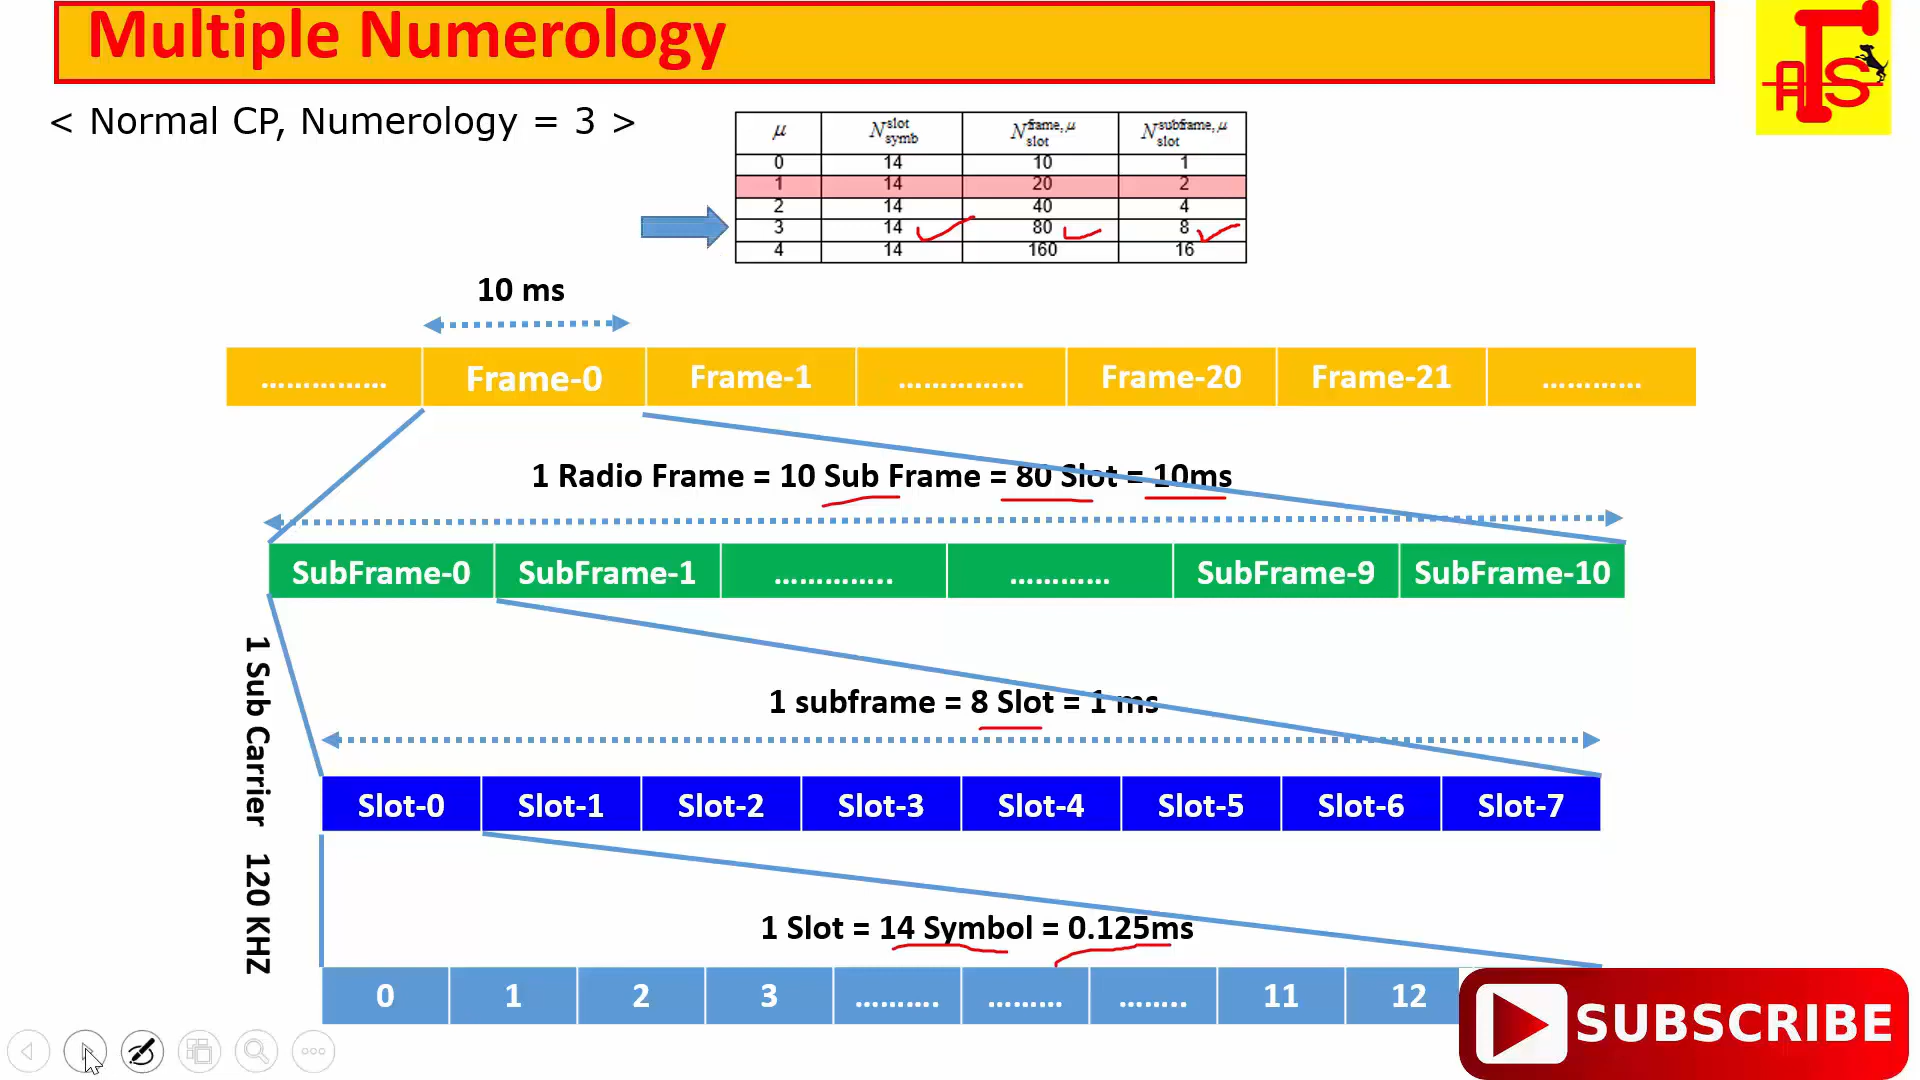 Multiple Numerology
AFS
< Normal CP, Numerology = 3 >
μ N slot symb N frame, μ slot N subframe, μ slot
0 14 10 1
1 14 20 2
2 14 40 4
3 14 80 8
4 14 160 16
10 ms
............... Frame-0 Frame-1 ............... Frame-20 Frame-21 ............
1 Radio Frame = 10 Sub Frame = 80 Slot = 10ms
SubFrame-0 SubFrame-1 .............. ............ SubFrame-9 SubFrame-10
1 Sub Carrier 120 KHZ
1 subframe = 8 Slot = 1 ms
Slot-0 Slot-1 Slot-2 Slot-3 Slot-4 Slot-5 Slot-6 Slot-7
1 Slot = 14 Symbol = 0.125ms
0 1 2 3 .......... ......... ........ 11 12
SUBSCRIBE